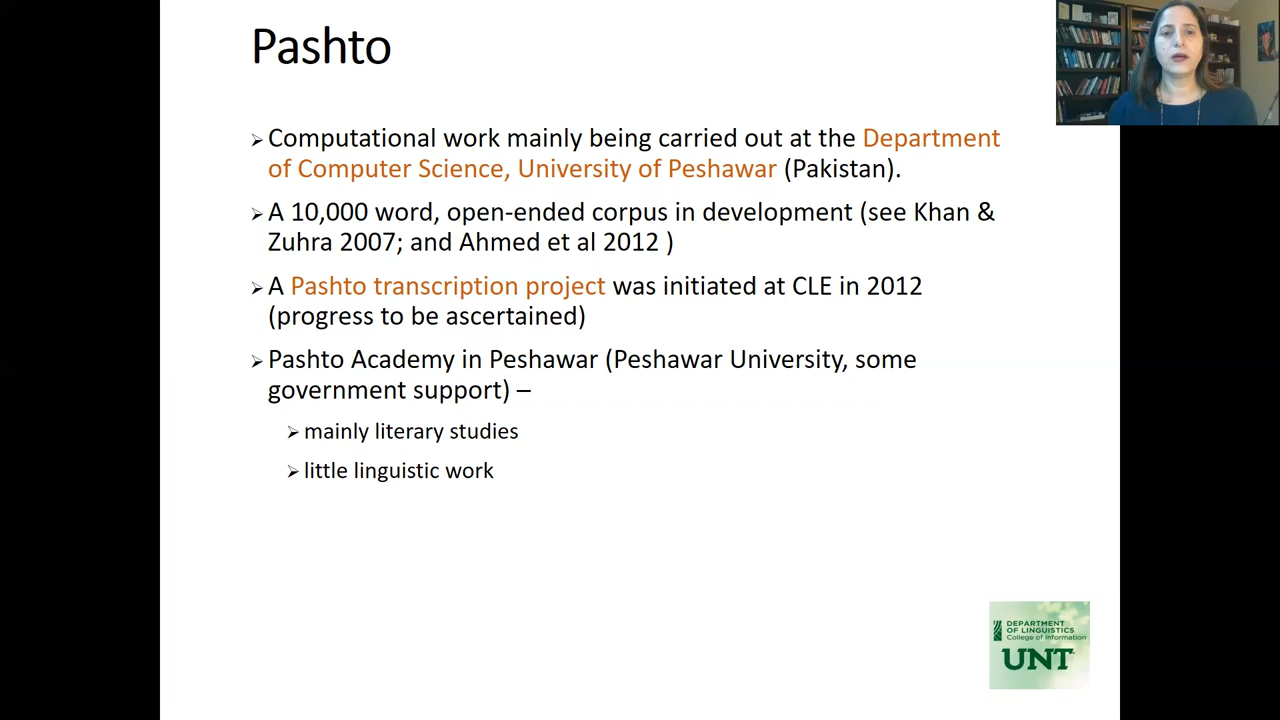 Pashto
Computational work mainly being carried out at the Department
of Computer Science, University of Peshawar (Pakistan).
A 10,000 word, open-ended corpus in development (see Khan &
Zuhra 2007; and Ahmed et al 2012 )
A Pashto transcription project was initiated at CLE in 2012
(progress to be ascertained)
Pashto Academy in Peshawar (Peshawar University, some
government support) –
mainly literary studies
little linguistic work
DEPARTMENT
OF LINGUISTICS
College of Information
UNT